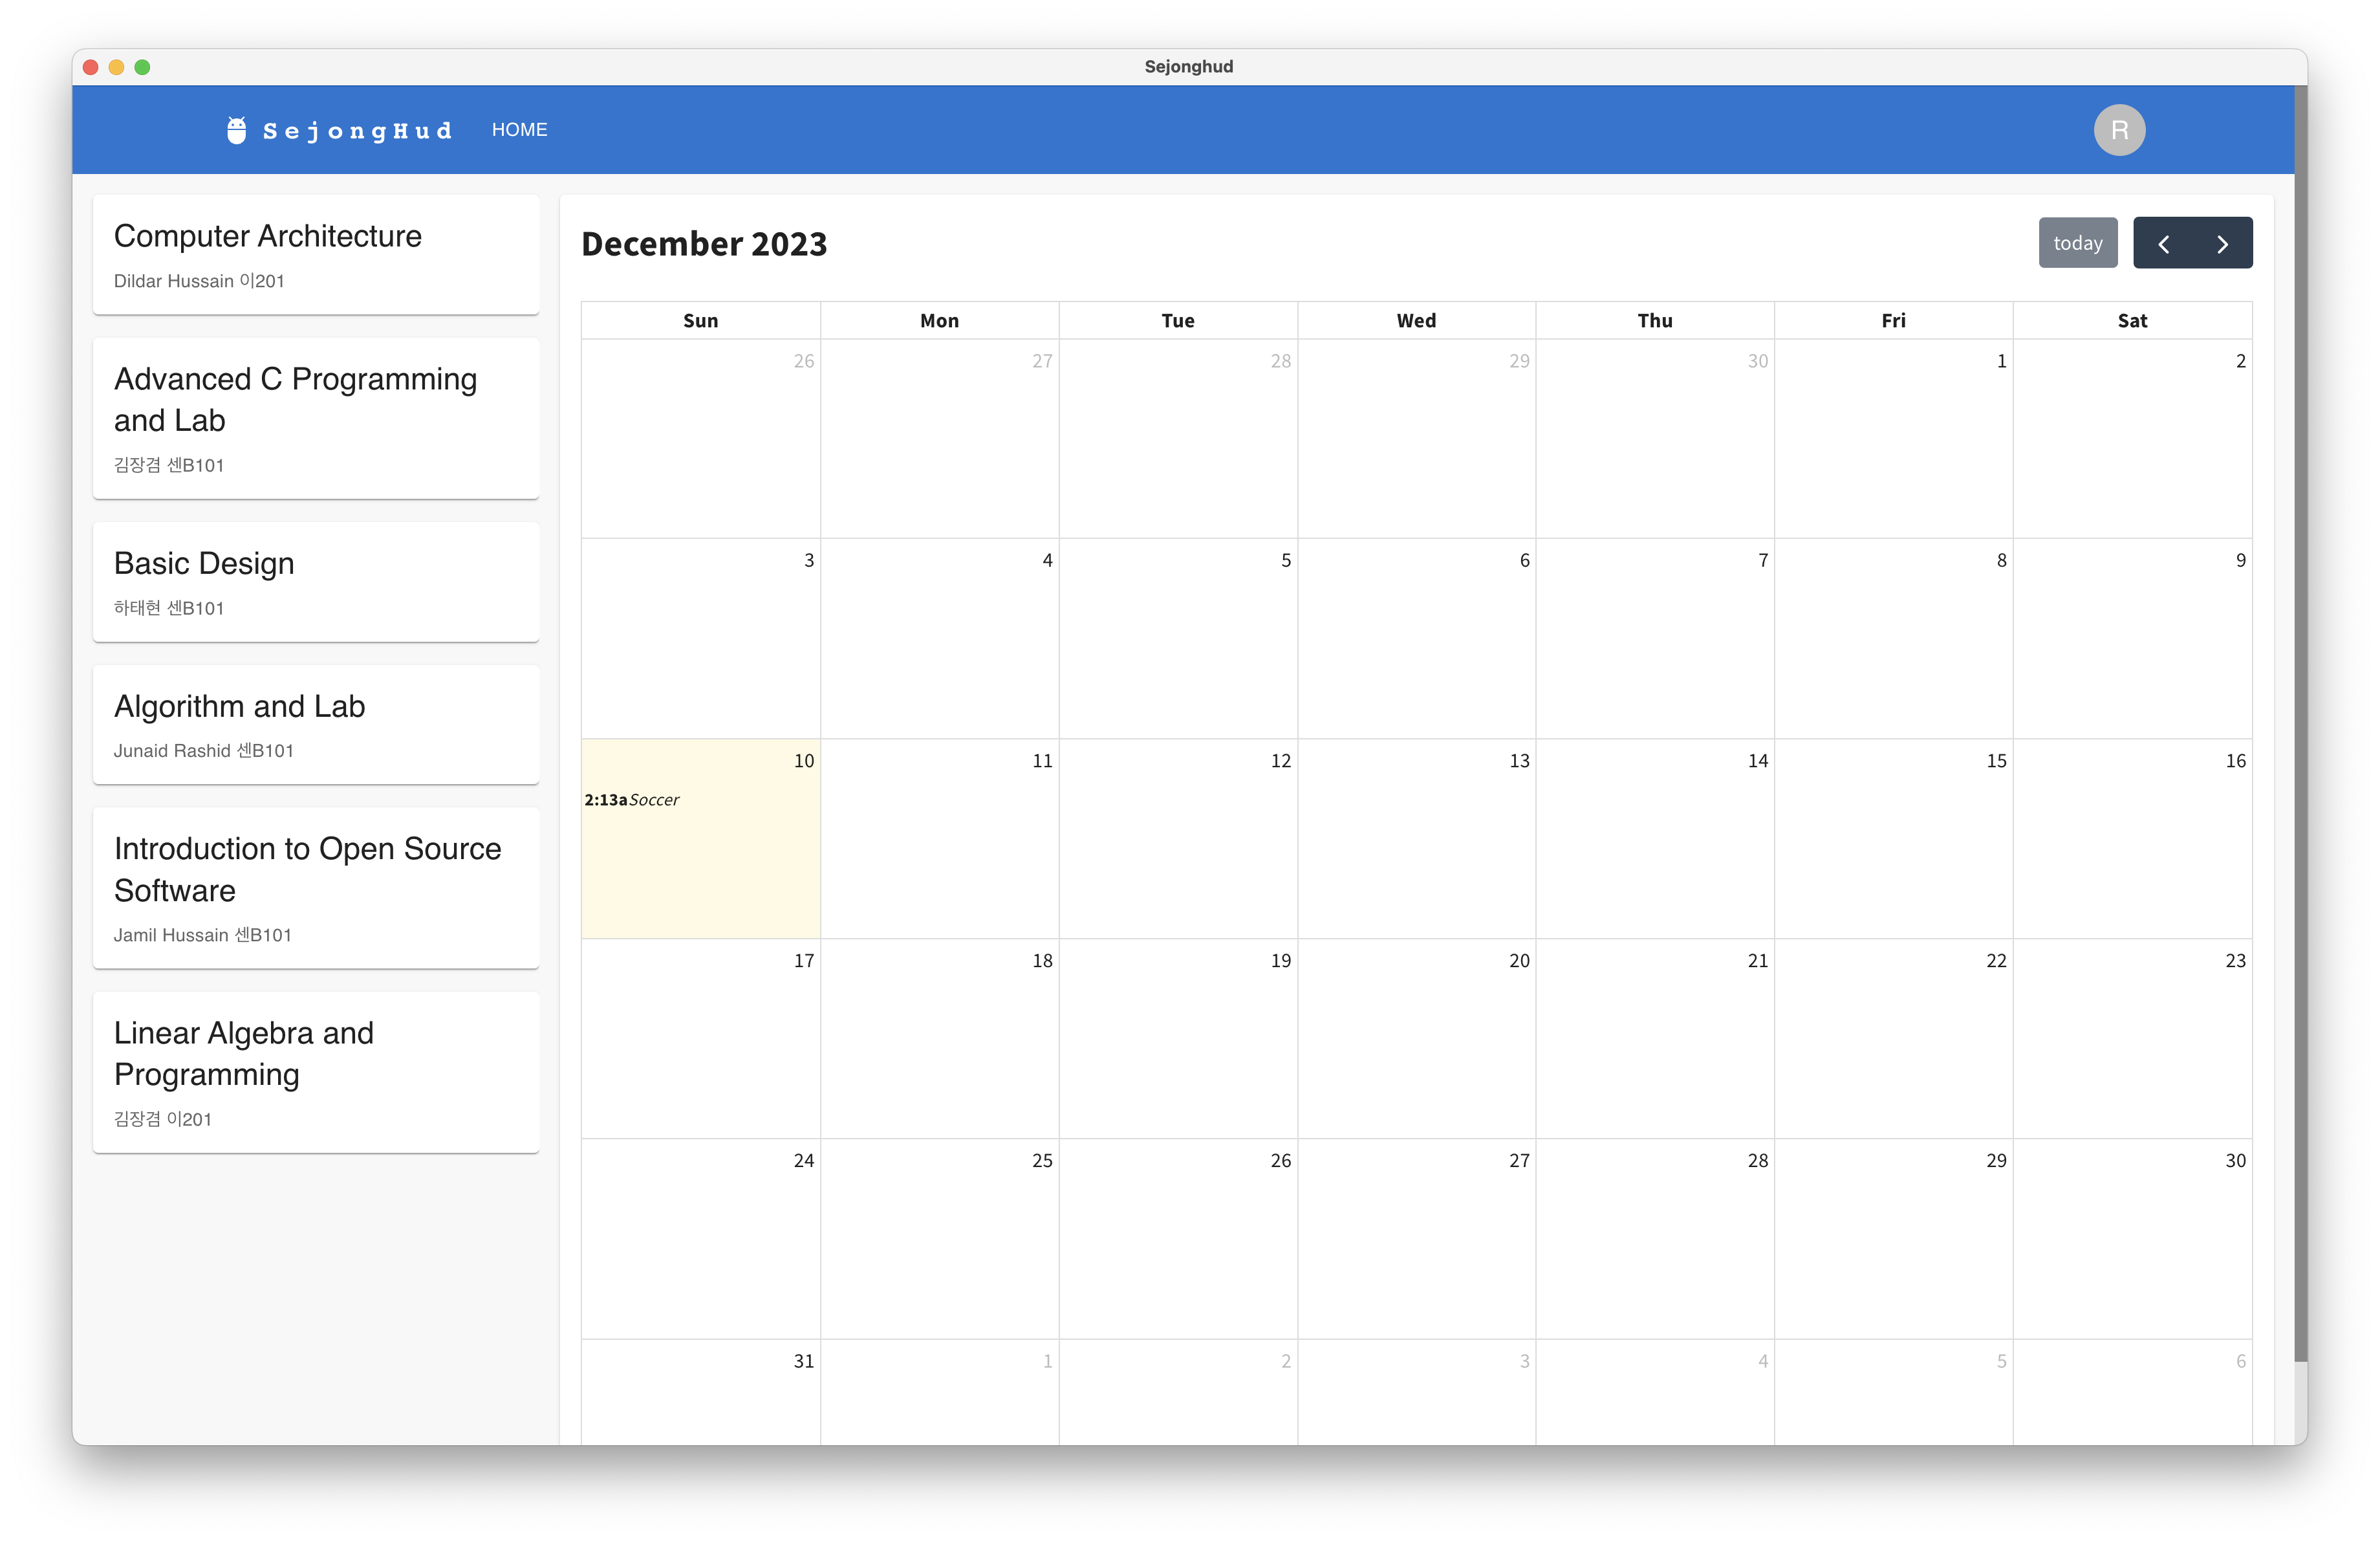 Sejonghud
SejongHud HOME R
Computer Architecture
Dildar Hussain 이201
Advanced C Programming
and Lab
김장겸 센B101
Basic Design
하태현 센B101
Algorithm and Lab
Junaid Rashid 센B101
Introduction to Open Source
Software
Jamil Hussain 센B101
Linear Algebra and
Programming
김장겸 이201
December 2023 today
Sun Mon Tue Wed Thu Fri Sat
26 27 28 29 30 1 2
3 4 5 6 7 8 9
10 11 12 13 14 15 16
2:13aSoccer
17 18 19 20 21 22 23
24 25 26 27 28 29 30
31 1 2 3 4 5 6